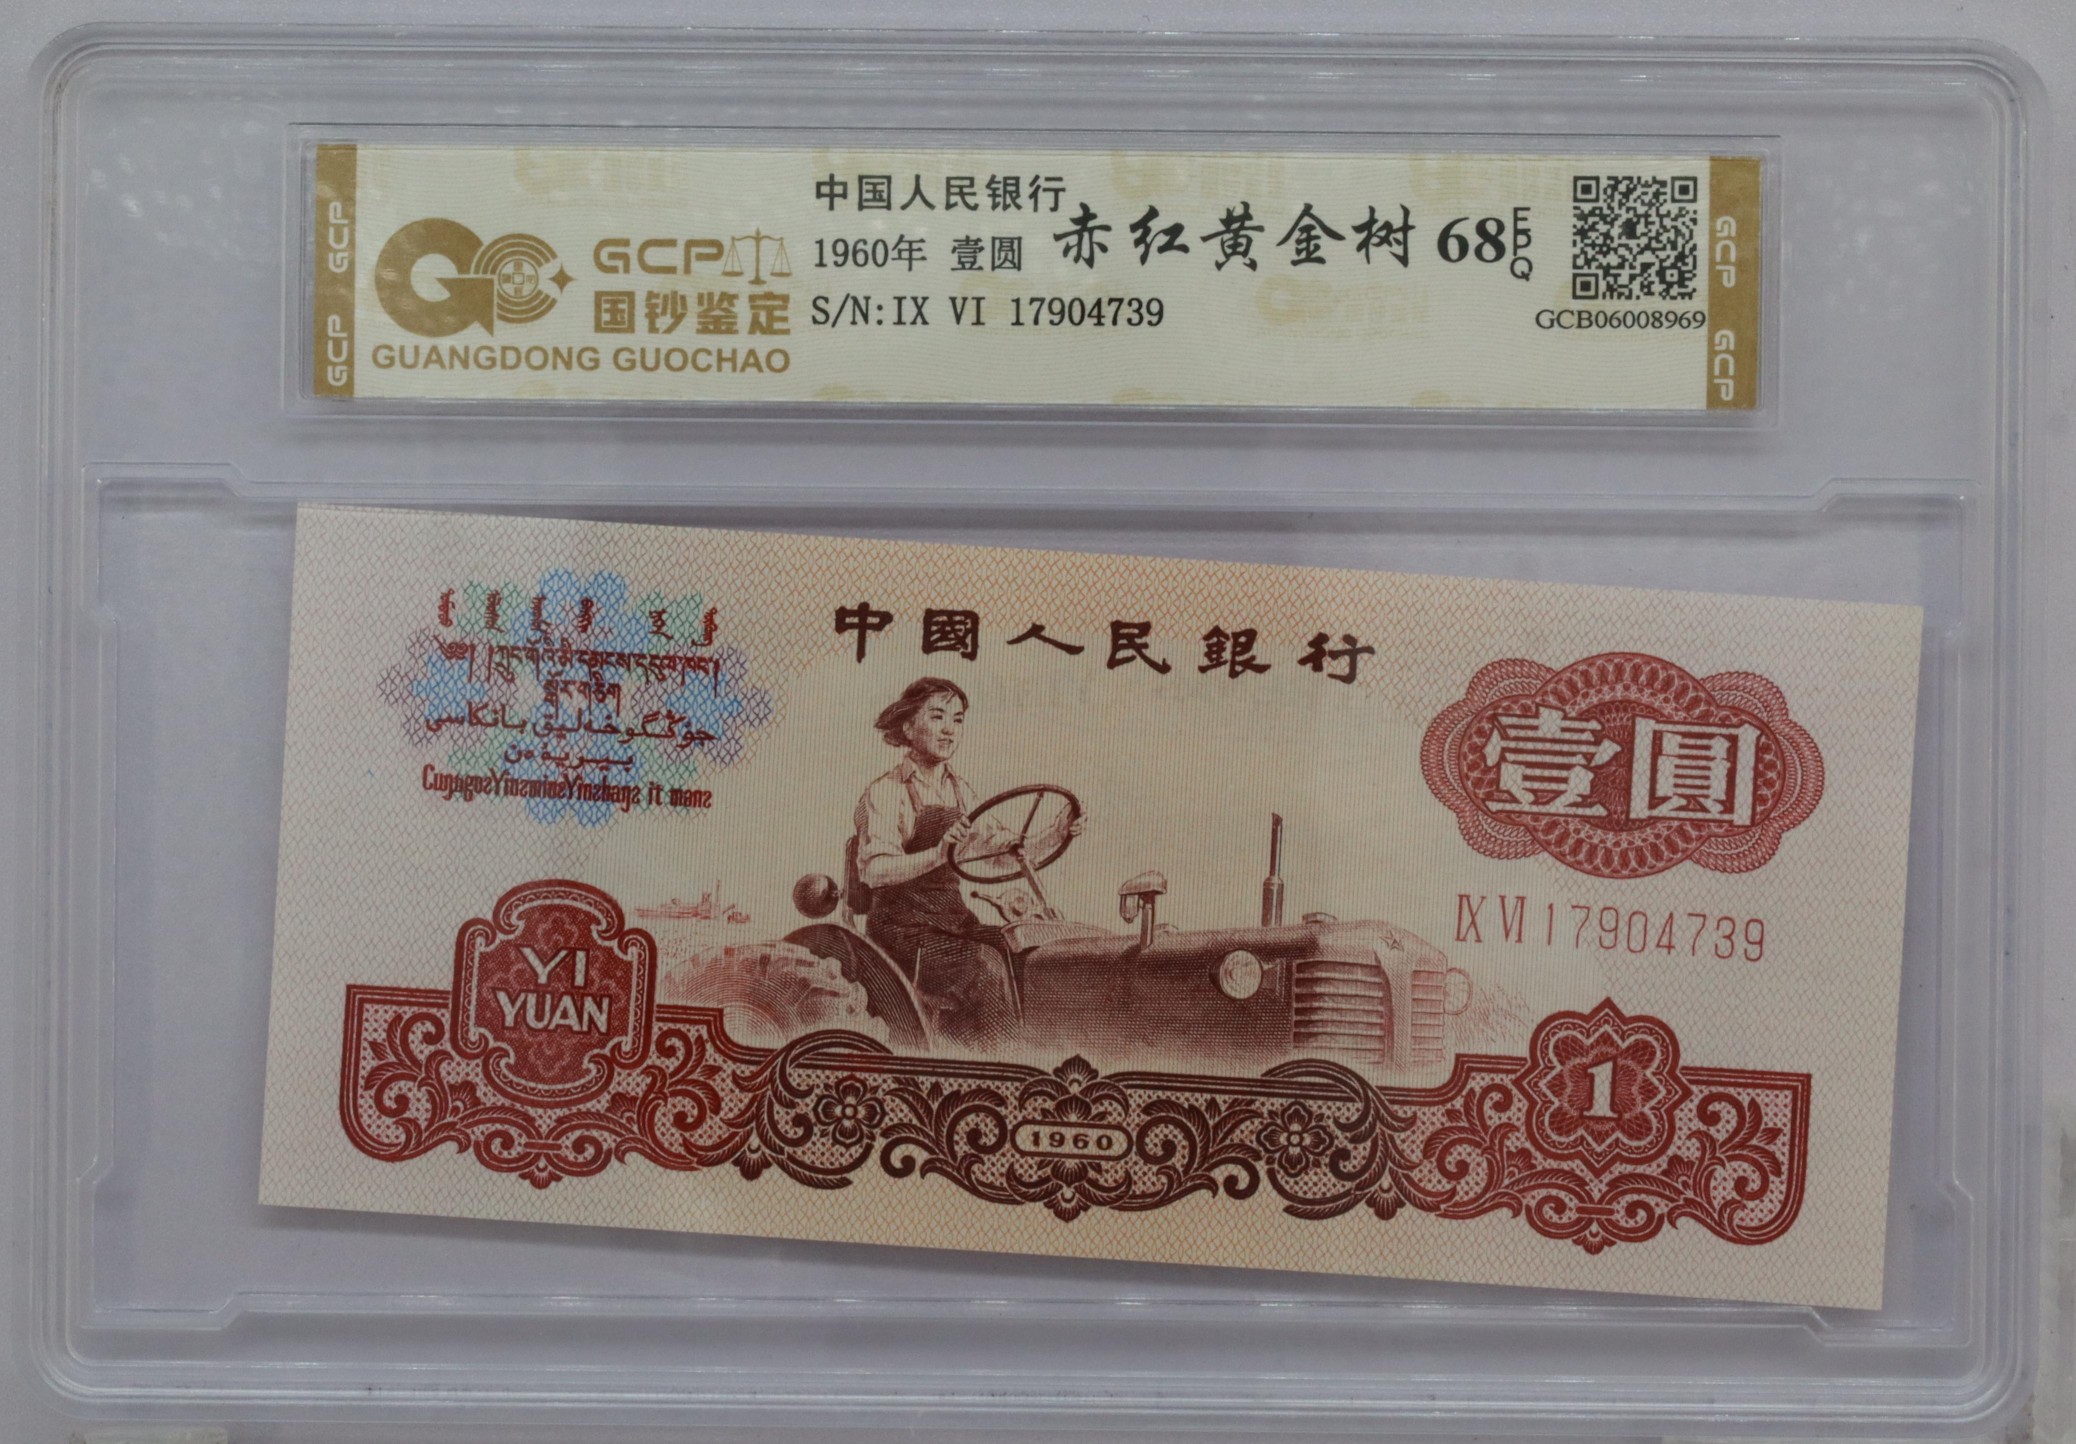 中国人民银行
1960年 壹圆
赤红黄金树
68 EPQ
S/N:IX VI 17904739
GCP
国钞鉴定
GUANGDONG GUOCHAO
GCB06008969
GCP GCP
GCP GCP
中國人民銀行
壹圓
IX VI 17904739
YI
YUAN
1960
1